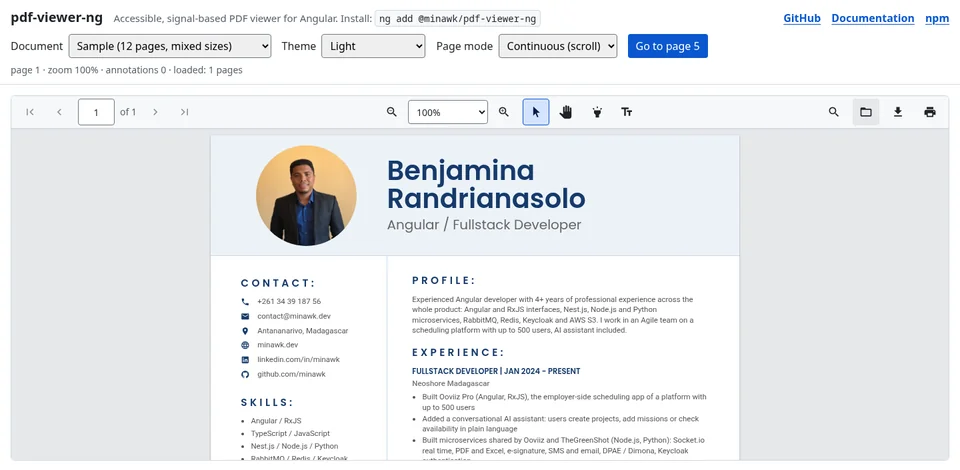 pdf-viewer-ng Accessible, signal-based PDF viewer for Angular. Install: ng add @minawk/pdf-viewer-ng GitHub Documentation npm
Document Sample (12 pages, mixed sizes) Theme Light Page mode Continuous (scroll) Go to page 5
page 1 · zoom 100% · annotations 0 · loaded: 1 pages
1 of 1 100%
Benjamina
Randrianasolo
Angular / Fullstack Developer
CONTACT:
+261 34 39 187 56
contact@minawk.dev
Antananarivo, Madagascar
minawk.dev
linkedin.com/in/minawk
github.com/minawk
SKILLS:
Angular / RxJS
TypeScript / JavaScript
Nest.js / Node.js / Python
RabbitMQ / Redis / Keycloak
PROFILE:
Experienced Angular developer with 4+ years of professional experience across the
whole product: Angular and RxJS interfaces, Nest.js, Node.js and Python
microservices, RabbitMQ, Redis, Keycloak and AWS S3. I work in an Agile team on a
scheduling platform with up to 500 users, AI assistant included.
EXPERIENCE:
FULLSTACK DEVELOPER | JAN 2024 - PRESENT
Neoshore Madagascar
Built Ooviiz Pro (Angular, RxJS), the employer-side scheduling app of a platform with
up to 500 users
Added a conversational AI assistant: users create projects, add missions or check
availability in plain language
Built microservices shared by Ooviiz and TheGreenShot (Node.js, Python): Socket.io
real time, PDF and Excel, e-signature, SMS and email, DPAE / Dimona, Keycloak